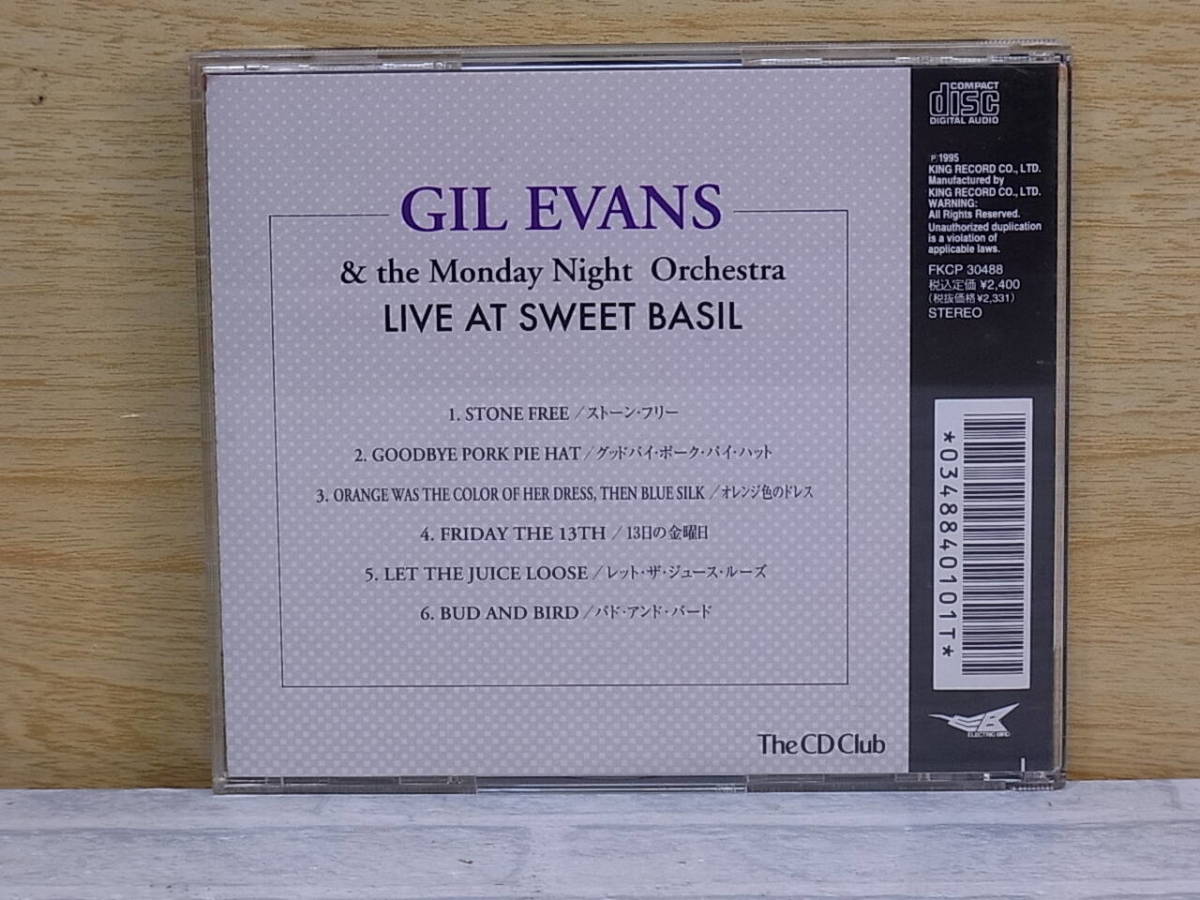 GIL EVANS
& the Monday Night Orchestra
LIVE AT SWEET BASIL
1. STONE FREE／ストーン・フリー
2. GOODBYE PORK PIE HAT／グッドバイ・ポーク・パイ・ハット
3. ORANGE WAS THE COLOR OF HER DRESS, THEN BLUE SILK／オレンジ色のドレス
4. FRIDAY THE 13TH／13日の金曜日
5. LET THE JUICE LOOSE／レット・ザ・ジュース・ルーズ
6. BUD AND BIRD／バド・アンド・バード
The CD Club
COMPACT
disc
DIGITAL AUDIO
℗1995
KING RECORD CO., LTD.
Manufactured by
KING RECORD CO., LTD.
WARNING:
All Rights Reserved.
Unauthorized duplication
is a violation of
applicable laws.
FKCP 30488
税込定価 ¥2,400
(税抜価格¥2,331)
STEREO
*0348840101T*
ELECTRIC BIRD